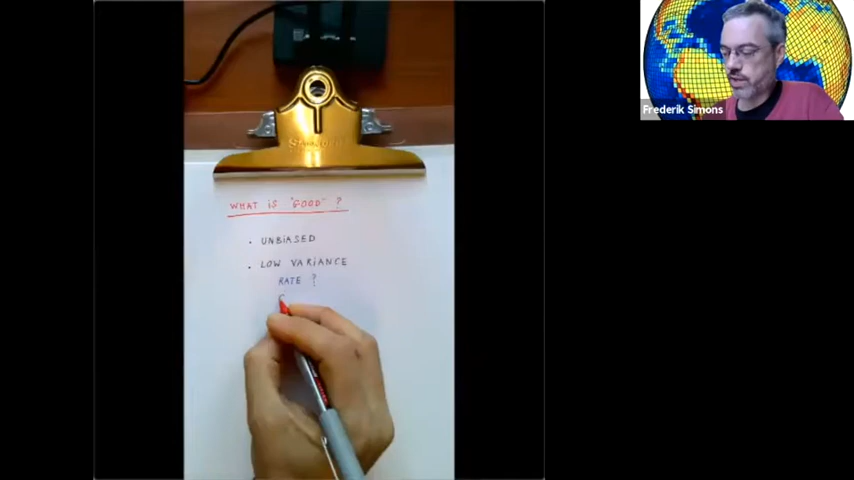 Frederik Simons
WHAT IS "GOOD" ?
• UNBIASED
• LOW VARIANCE
RATE ?